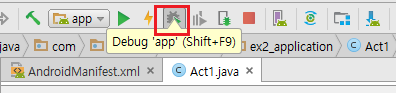 app
java com Debug 'app' (Shift+F9) ex2_application Act1
AndroidManifest.xml Act1.java